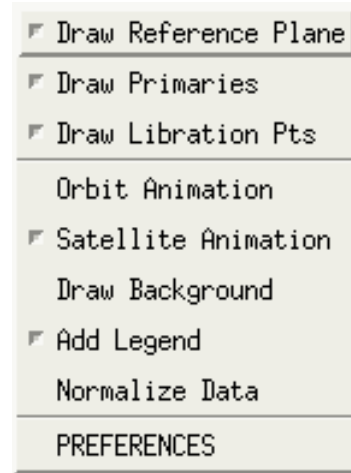 Draw Reference Plane
Draw Primaries
Draw Libration Pts
Orbit Animation
Satellite Animation
Draw Background
Add Legend
Normalize Data
PREFERENCES